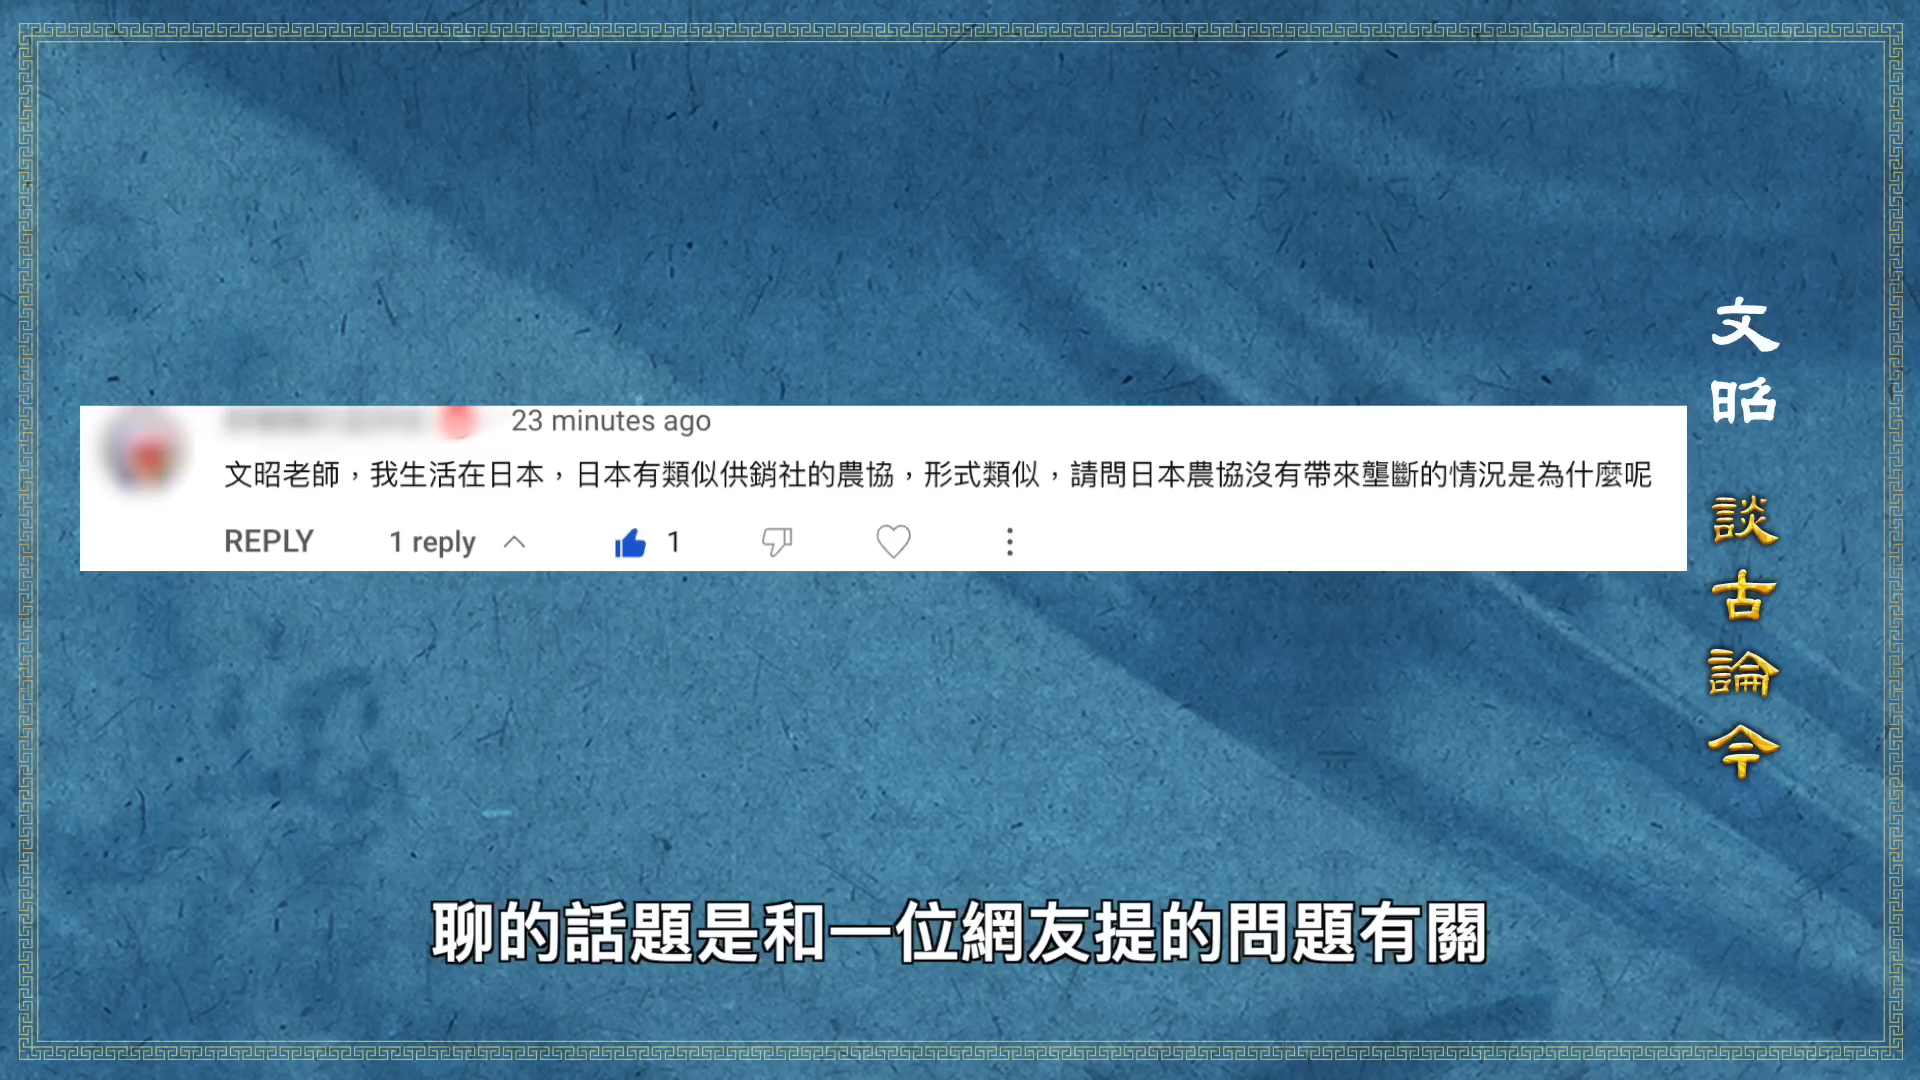 23 minutes ago
文昭老師，我生活在日本，日本有類似供銷社的農協，形式類似，請問日本農協沒有帶來壟斷的情況是為什麼呢
REPLY 1 reply 1
文昭 談古論今
聊的話題是和一位網友提的問題有關